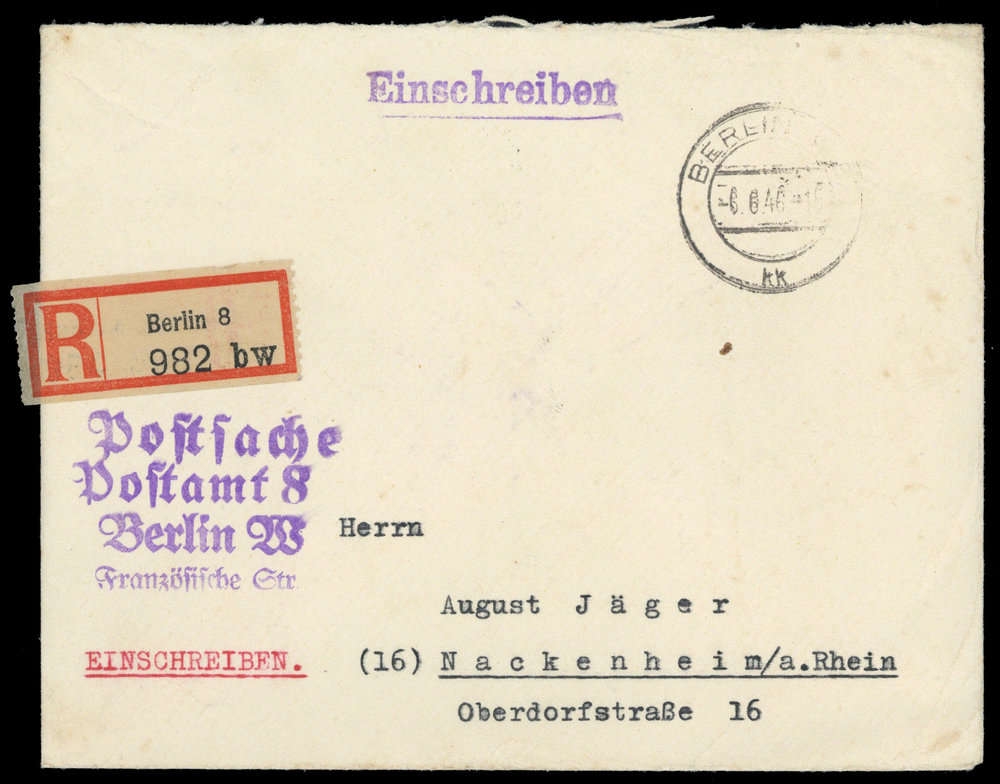 Einschreiben
BERLIN
6.6.46
kk
R
Berlin 8
982 bw
Postsache
Postamt 8
Berlin W
Französische Str
Herrn
August Jäger
EINSCHREIBEN. (16) Nackenheim/a.Rhein
Oberdorfstraße 16